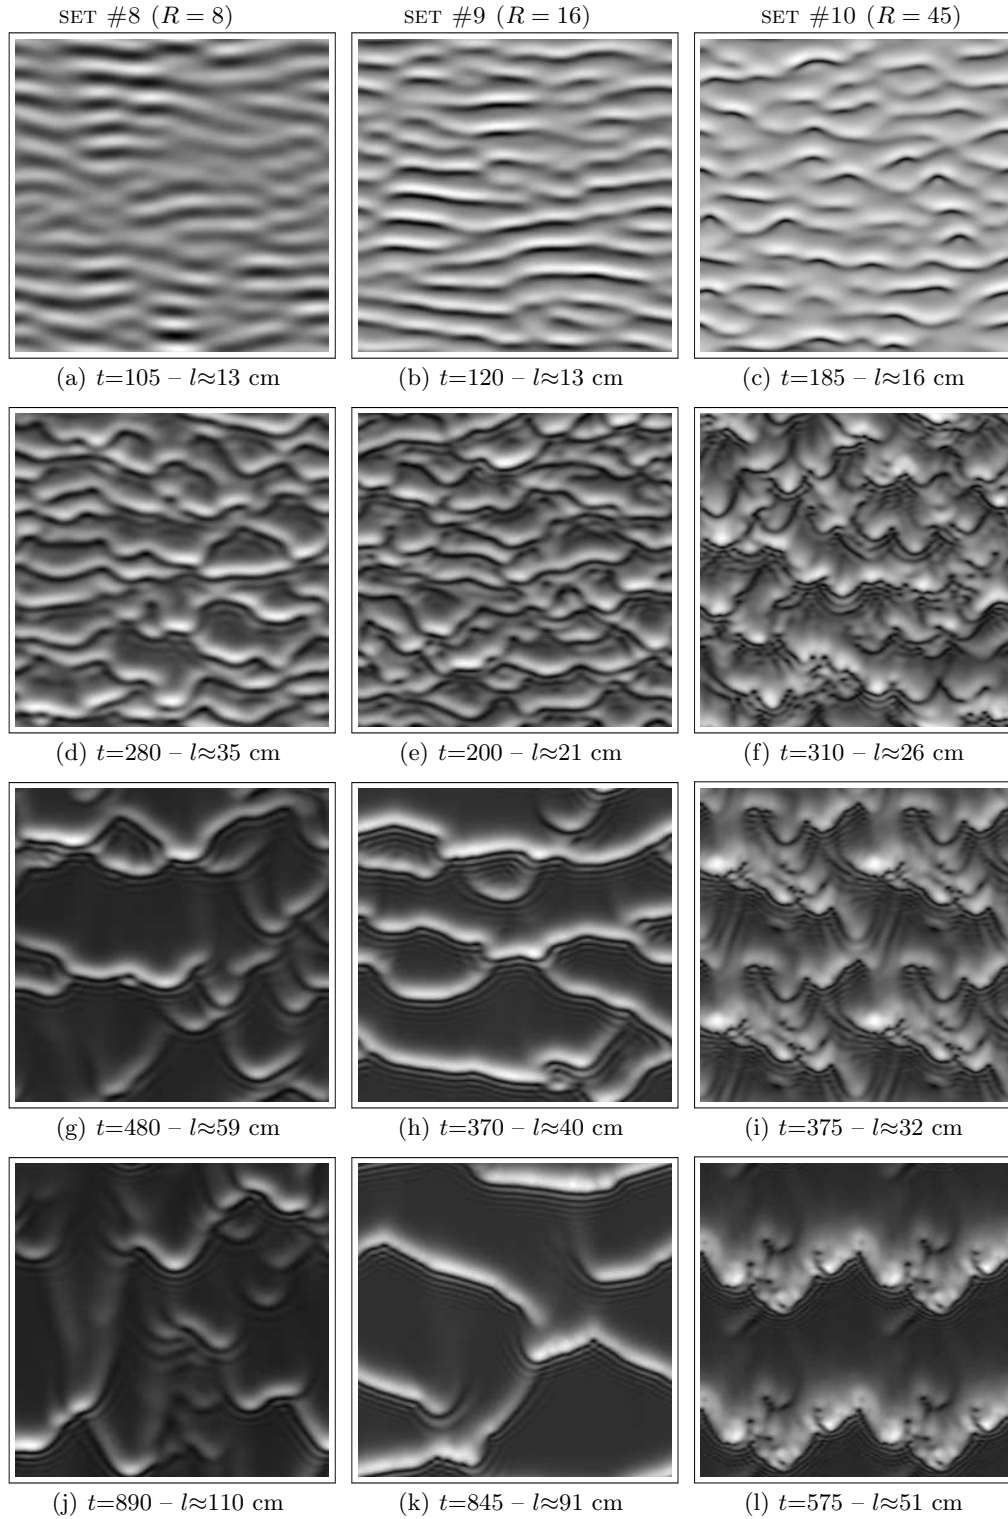 SET #8 (R = 8) SET #9 (R = 16) SET #10 (R = 45)
(a) t=105 – l≈13 cm (b) t=120 – l≈13 cm (c) t=185 – l≈16 cm
(d) t=280 – l≈35 cm (e) t=200 – l≈21 cm (f) t=310 – l≈26 cm
(g) t=480 – l≈59 cm (h) t=370 – l≈40 cm (i) t=375 – l≈32 cm
(j) t=890 – l≈110 cm (k) t=845 – l≈91 cm (l) t=575 – l≈51 cm